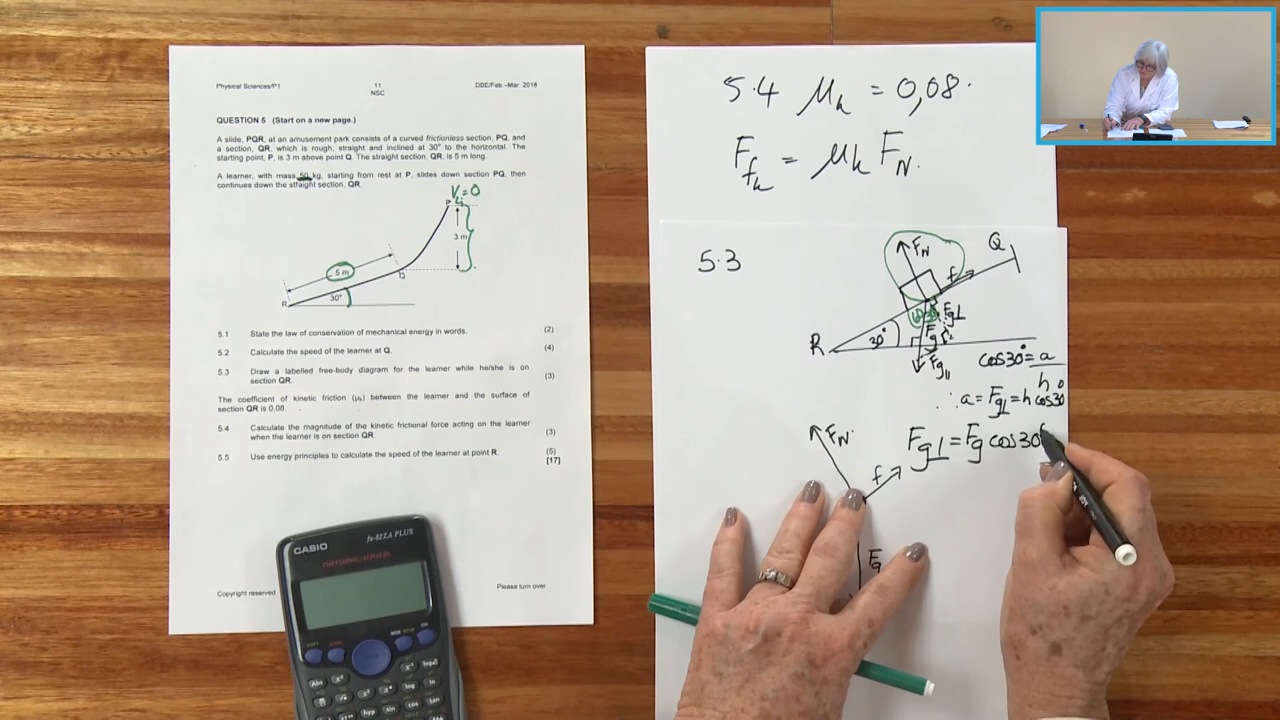 Physical Sciences/P1
11
NSC
DBE/Feb.–Mar. 2018
QUESTION 5 (Start on a new page.)
A slide, PQR, at an amusement park consists of a curved frictionless section, PQ, and
a section, QR, which is rough, straight and inclined at 30° to the horizontal. The
starting point, P, is 3 m above point Q. The straight section, QR, is 5 m long.
A learner, with mass 50 kg, starting from rest at P, slides down section PQ, then
continues down the straight section, QR.
P
3 m
5 m
Q
30°
R
5.1 State the law of conservation of mechanical energy in words. (2)
5.2 Calculate the speed of the learner at Q. (4)
5.3 Draw a labelled free-body diagram for the learner while he/she is on
section QR. (3)
The coefficient of kinetic friction (μk) between the learner and the surface of
section QR is 0,08.
5.4 Calculate the magnitude of the kinetic frictional force acting on the learner
when the learner is on section QR. (3)
5.5 Use energy principles to calculate the speed of the learner at point R. (5)
[17]
Copyright reserved
Please turn over
CASIO
fx-82ZA PLUS
NATURAL-V.P.A.M.
5.4 μk = 0,08.
Ffk = μk FN.
5.3
FN
Q
f
Fg⊥
Fg
R
30°
Fg||
cos30° = a
h
∴ a = Fg⊥ = h cos30°
Fg⊥ = Fg cos30°
FN.
f
Fg